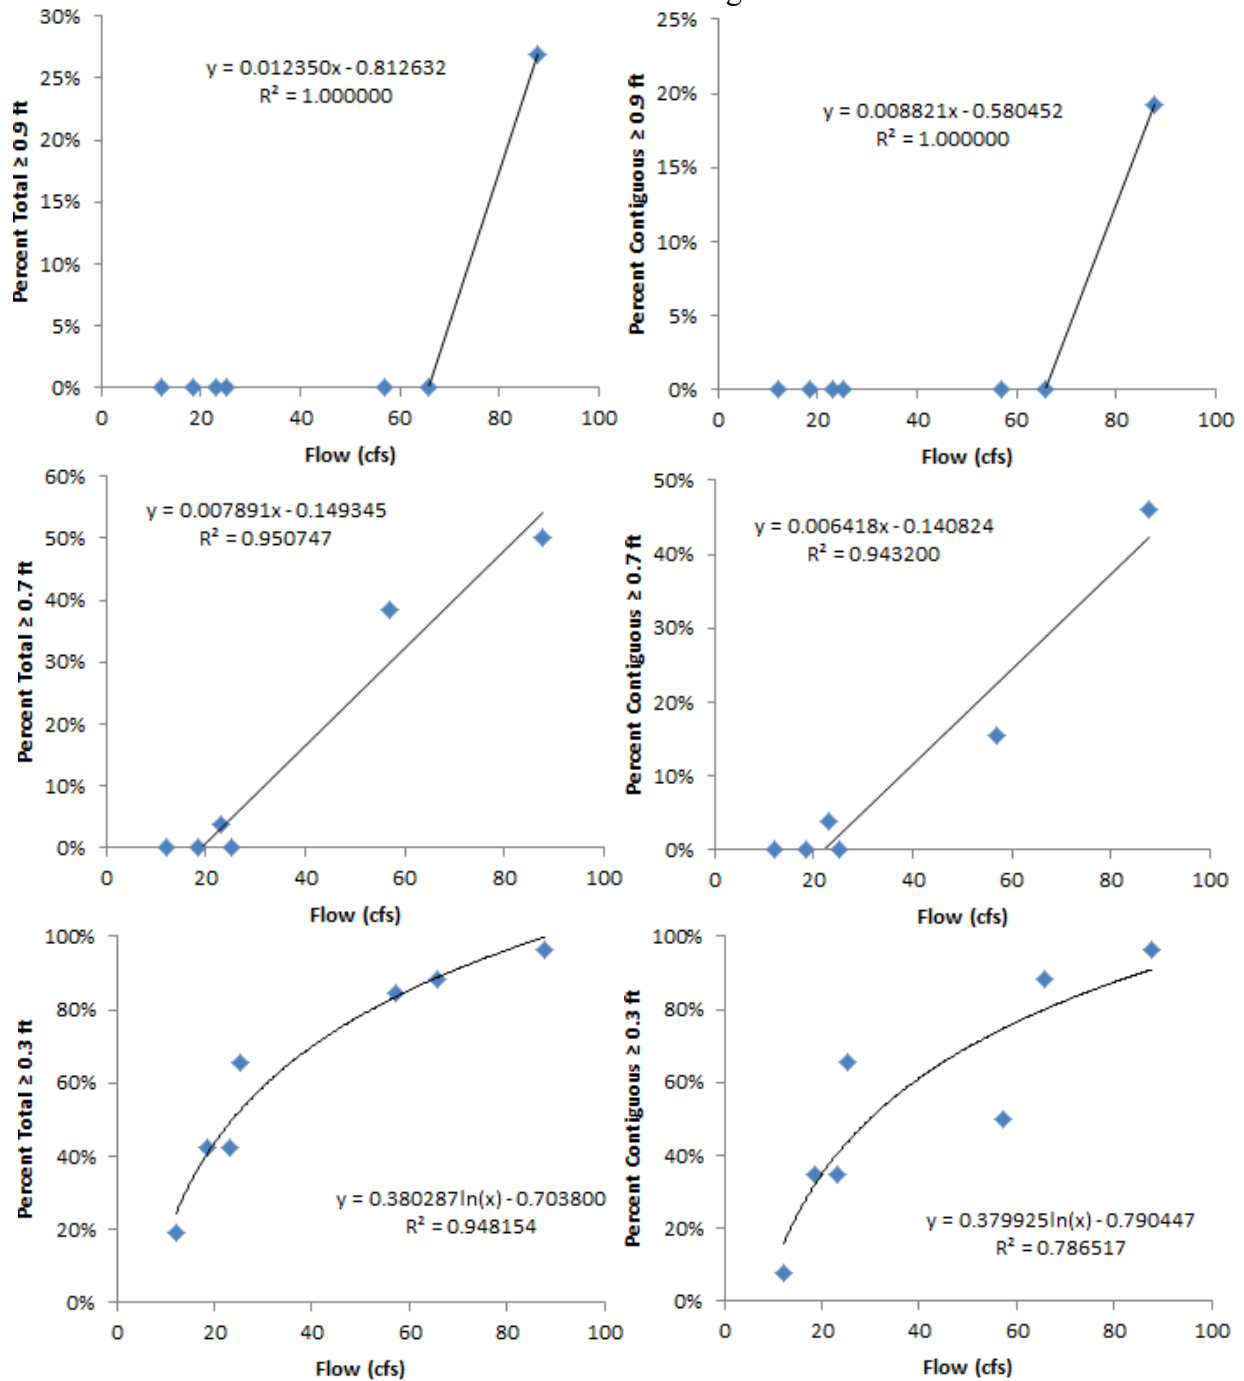 g
30%
25%
20%
15%
10%
5%
0%
Percent Total ≥ 0.9 ft
y = 0.012350x - 0.812632
R² = 1.000000
0 20 40 60 80 100
Flow (cfs)
25%
20%
15%
10%
5%
0%
Percent Contiguous ≥ 0.9 ft
y = 0.008821x - 0.580452
R² = 1.000000
0 20 40 60 80 100
Flow (cfs)
60%
50%
40%
30%
20%
10%
0%
Percent Total ≥ 0.7 ft
y = 0.007891x - 0.149345
R² = 0.950747
0 20 40 60 80 100
Flow (cfs)
50%
40%
30%
20%
10%
0%
Percent Contiguous ≥ 0.7 ft
y = 0.006418x - 0.140824
R² = 0.943200
0 20 40 60 80 100
Flow (cfs)
100%
80%
60%
40%
20%
0%
Percent Total ≥ 0.3 ft
y = 0.380287ln(x) - 0.703800
R² = 0.948154
0 20 40 60 80 100
Flow (cfs)
100%
80%
60%
40%
20%
0%
Percent Contiguous ≥ 0.3 ft
y = 0.379925ln(x) - 0.790447
R² = 0.786517
0 20 40 60 80 100
Flow (cfs)